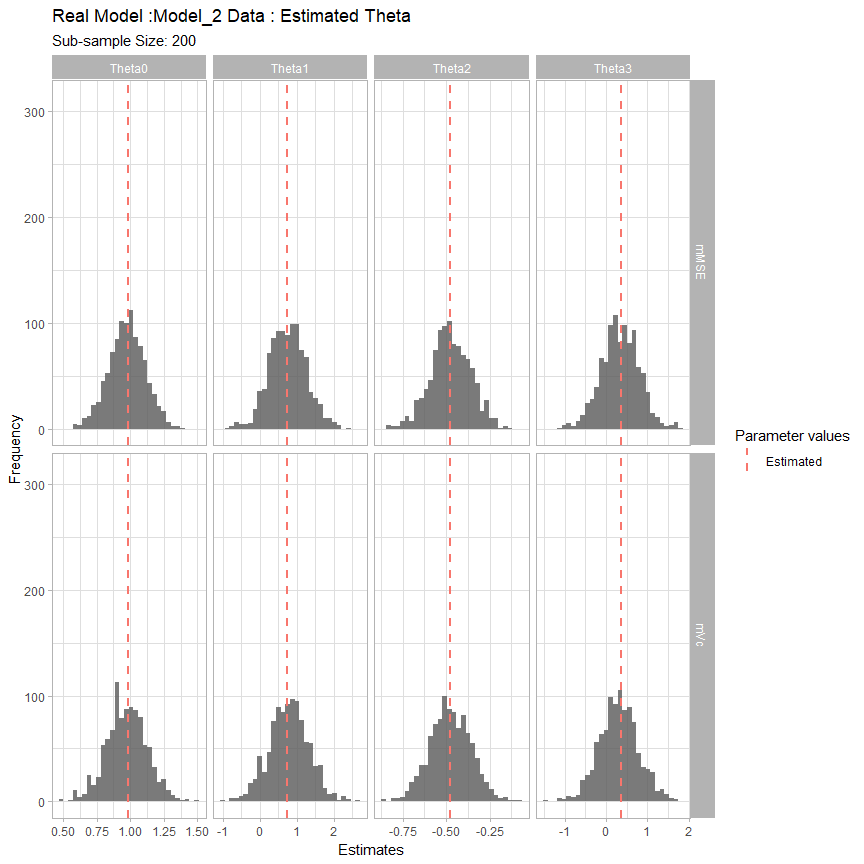 Real Model :Model_2 Data : Estimated Theta
Sub-sample Size: 200
Theta0 Theta1 Theta2 Theta3
300
200
100
0
mMSE
300
200
100
0
mVc
Frequency
0.50 0.75 1.00 1.25 1.50 -1 0 1 2 -0.75 -0.50 -0.25 -1 0 1 2
Estimates
Parameter values
Estimated